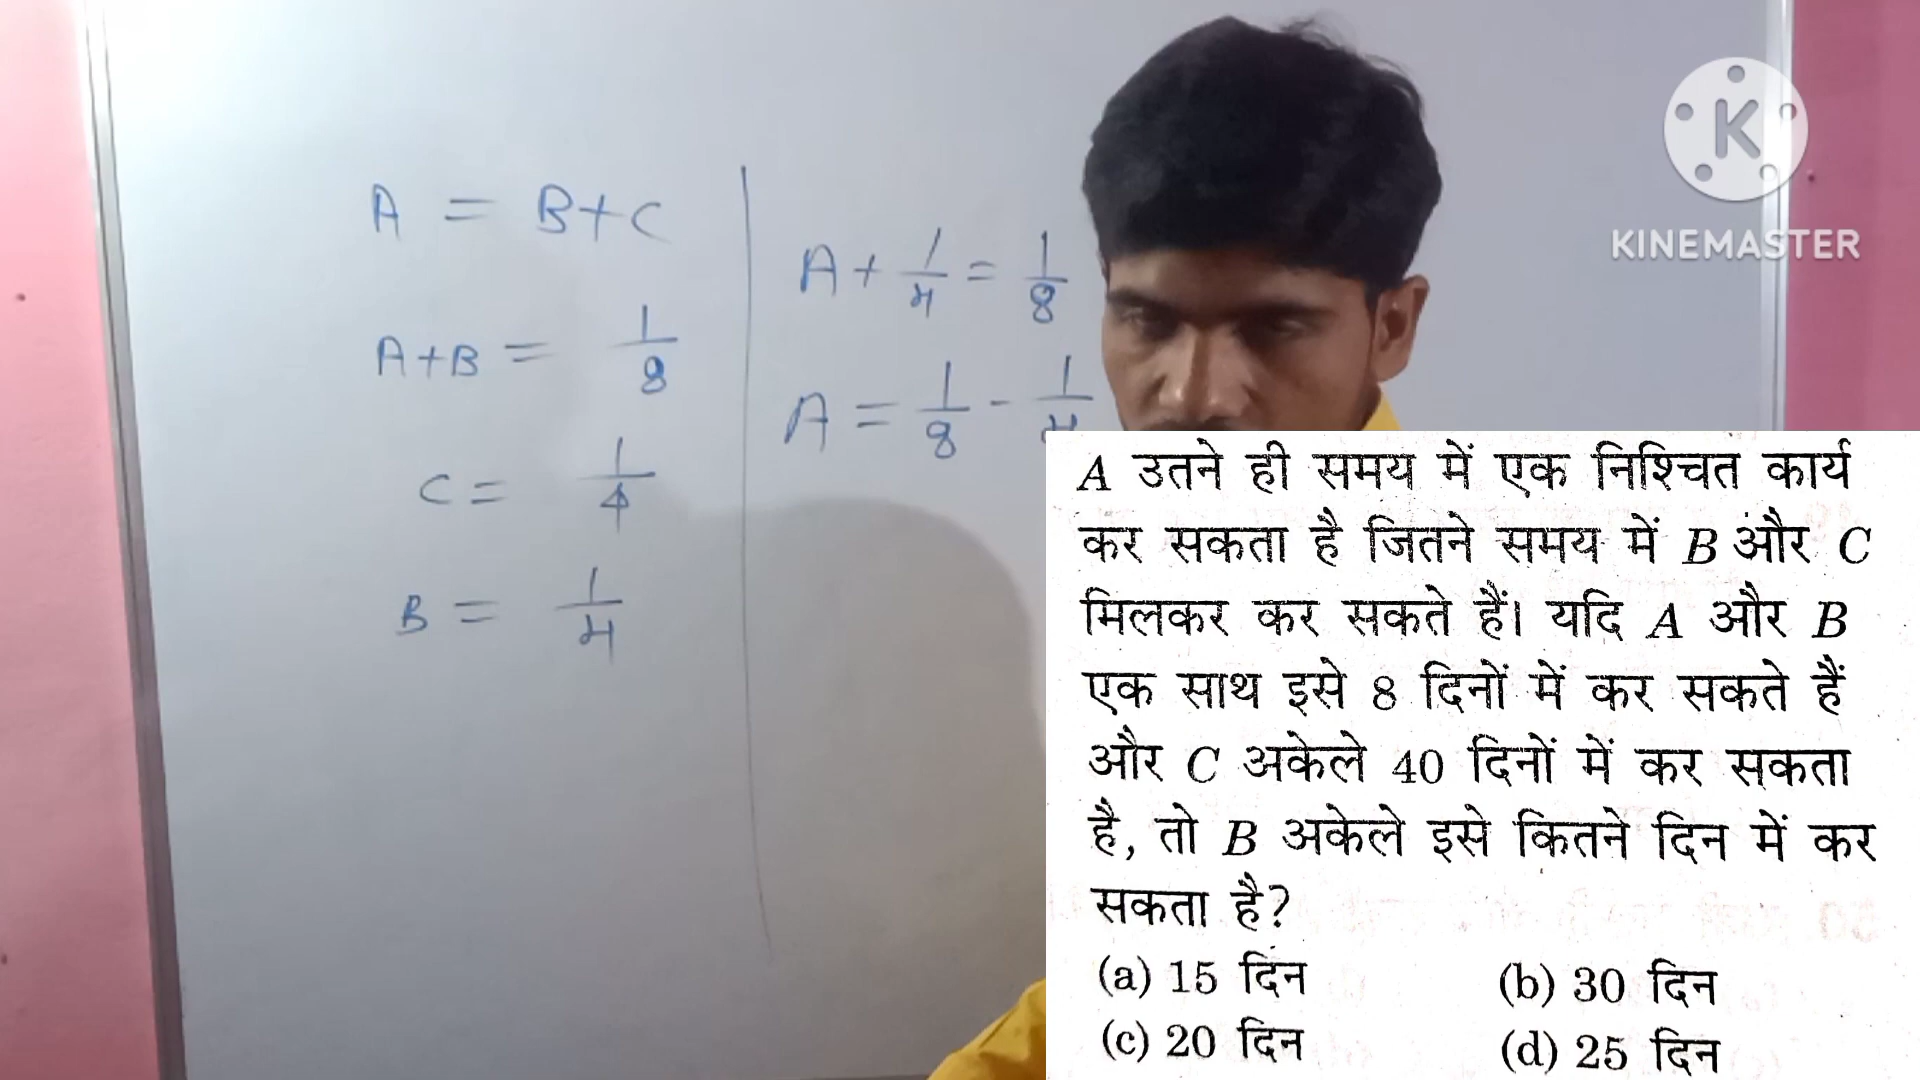 A = B+C
A+B = 1/8
C = 1/4
B = 1/x
A + 1/x = 1/8
A = 1/8 - 1/x
KINEMASTER
A उतने ही समय में एक निश्चित कार्य
कर सकता है जितने समय में B और C
मिलकर कर सकते हैं। यदि A और B
एक साथ इसे 8 दिनों में कर सकते हैं
और C अकेले 40 दिनों में कर सकता
है, तो B अकेले इसे कितने दिन में कर
सकता है?
(a) 15 दिन (b) 30 दिन
(c) 20 दिन (d) 25 दिन